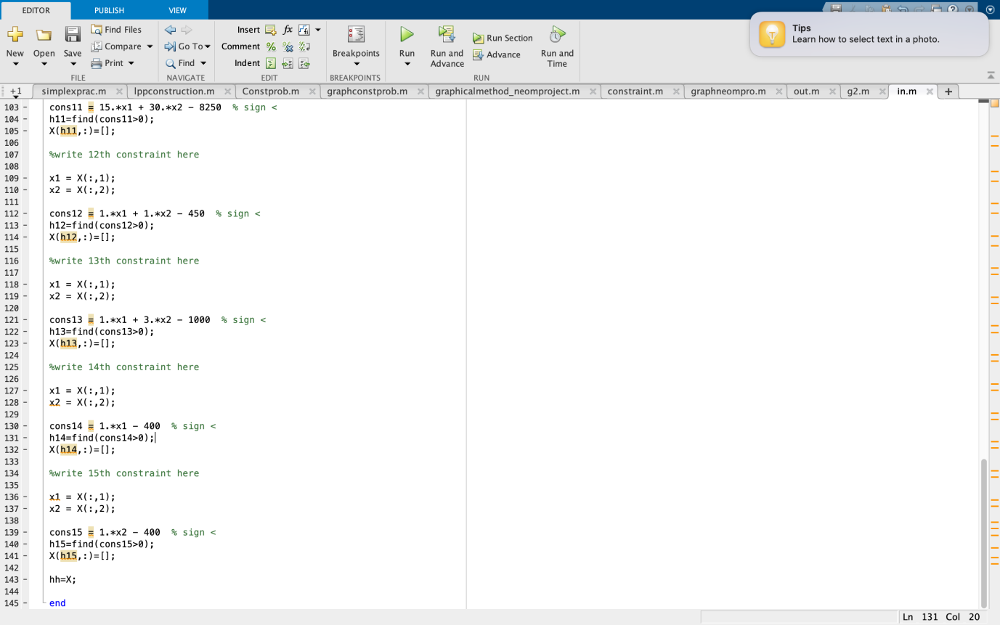 EDITOR PUBLISH VIEW
Tips
Learn how to select text in a photo.
New Open Save Find Files Compare Print
FILE
Go To Find
NAVIGATE
Insert fx
Comment
Indent
EDIT
Breakpoints
BREAKPOINTS
Run Run and Advance Run Section Advance Run and Time
RUN
+1 simplexprac.m lppconstruction.m Constprob.m graphconstprob.m graphicalmethod_neomproject.m constraint.m graphneompro.m out.m g2.m in.m +
103 - cons11 = 15.*x1 + 30.*x2 - 8250 % sign <
104 - h11=find(cons11>0);
105 - X(h11,:)=[];
106
107 %write 12th constraint here
108
109 - x1 = X(:,1);
110 - x2 = X(:,2);
111
112 - cons12 = 1.*x1 + 1.*x2 - 450 % sign <
113 - h12=find(cons12>0);
114 - X(h12,:)=[];
115
116 %write 13th constraint here
117
118 - x1 = X(:,1);
119 - x2 = X(:,2);
120
121 - cons13 = 1.*x1 + 3.*x2 - 1000 % sign <
122 - h13=find(cons13>0);
123 - X(h13,:)=[];
124
125 %write 14th constraint here
126
127 - x1 = X(:,1);
128 - x2 = X(:,2);
129
130 - cons14 = 1.*x1 - 400 % sign <
131 - h14=find(cons14>0);
132 - X(h14,:)=[];
133
134 %write 15th constraint here
135
136 - x1 = X(:,1);
137 - x2 = X(:,2);
138
139 - cons15 = 1.*x2 - 400 % sign <
140 - h15=find(cons15>0);
141 - X(h15,:)=[];
142
143 - hh=X;
144
145 - end
Ln 131 Col 20